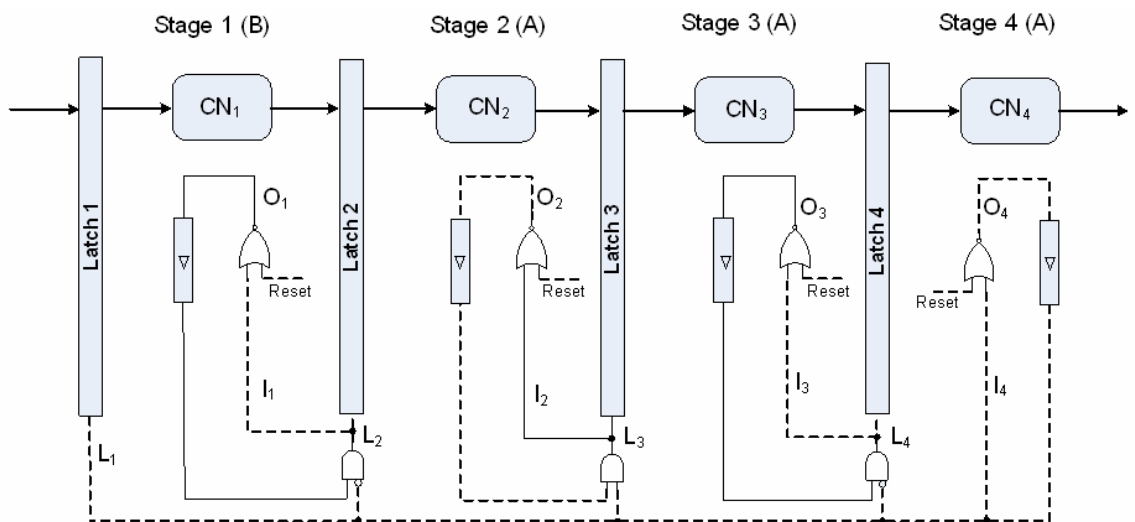 Stage 1 (B)
Stage 2 (A)
Stage 3 (A)
Stage 4 (A)
CN₁
CN₂
CN₃
CN₄
Latch 1
Latch 2
Latch 3
Latch 4
O₁
O₂
O₃
O₄
Reset
Reset
Reset
Reset
I₁
I₂
I₃
I₄
L₁
L₂
L₃
L₄